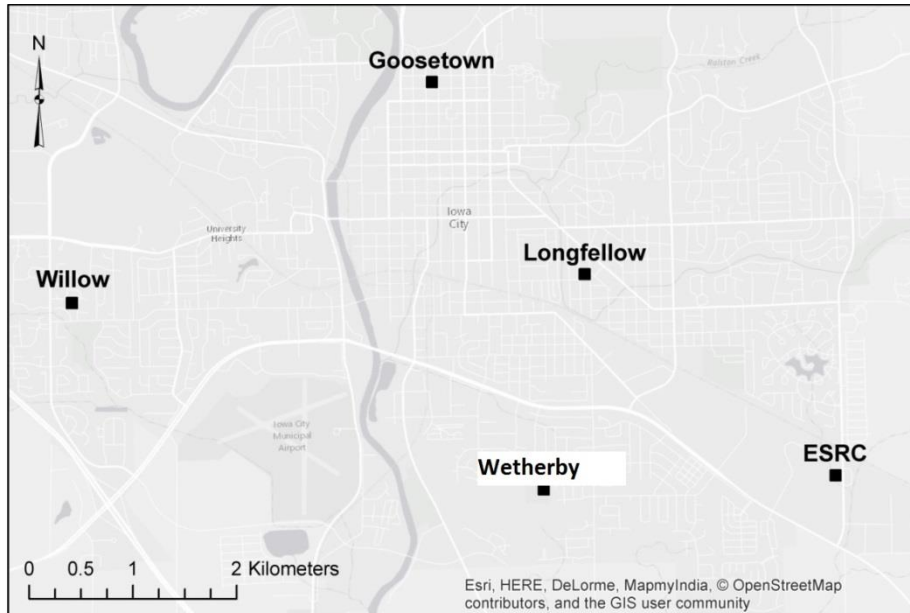 N
Goosetown
Ralston Creek
Iowa
City
University
Heights
Longfellow
Willow
Iowa City
Municipal
Airport
Wetherby
ESRC
0 0.5 1 2 Kilometers
Esri, HERE, DeLorme, MapmyIndia, © OpenStreetMap
contributors, and the GIS user community